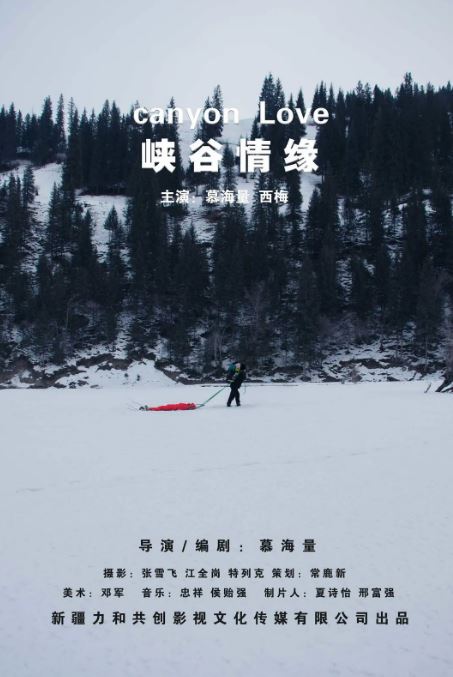 canyon Love
峡谷情缘
主演：慕海量 西梅
导演/编剧：慕海量
摄影：张雪飞 江全岗 特列克 策划：常鹿新
美术：邓军 音乐：忠祥 侯贻强 制片人：夏诗怡 邢富强
新疆力和共创影视文化传媒有限公司出品